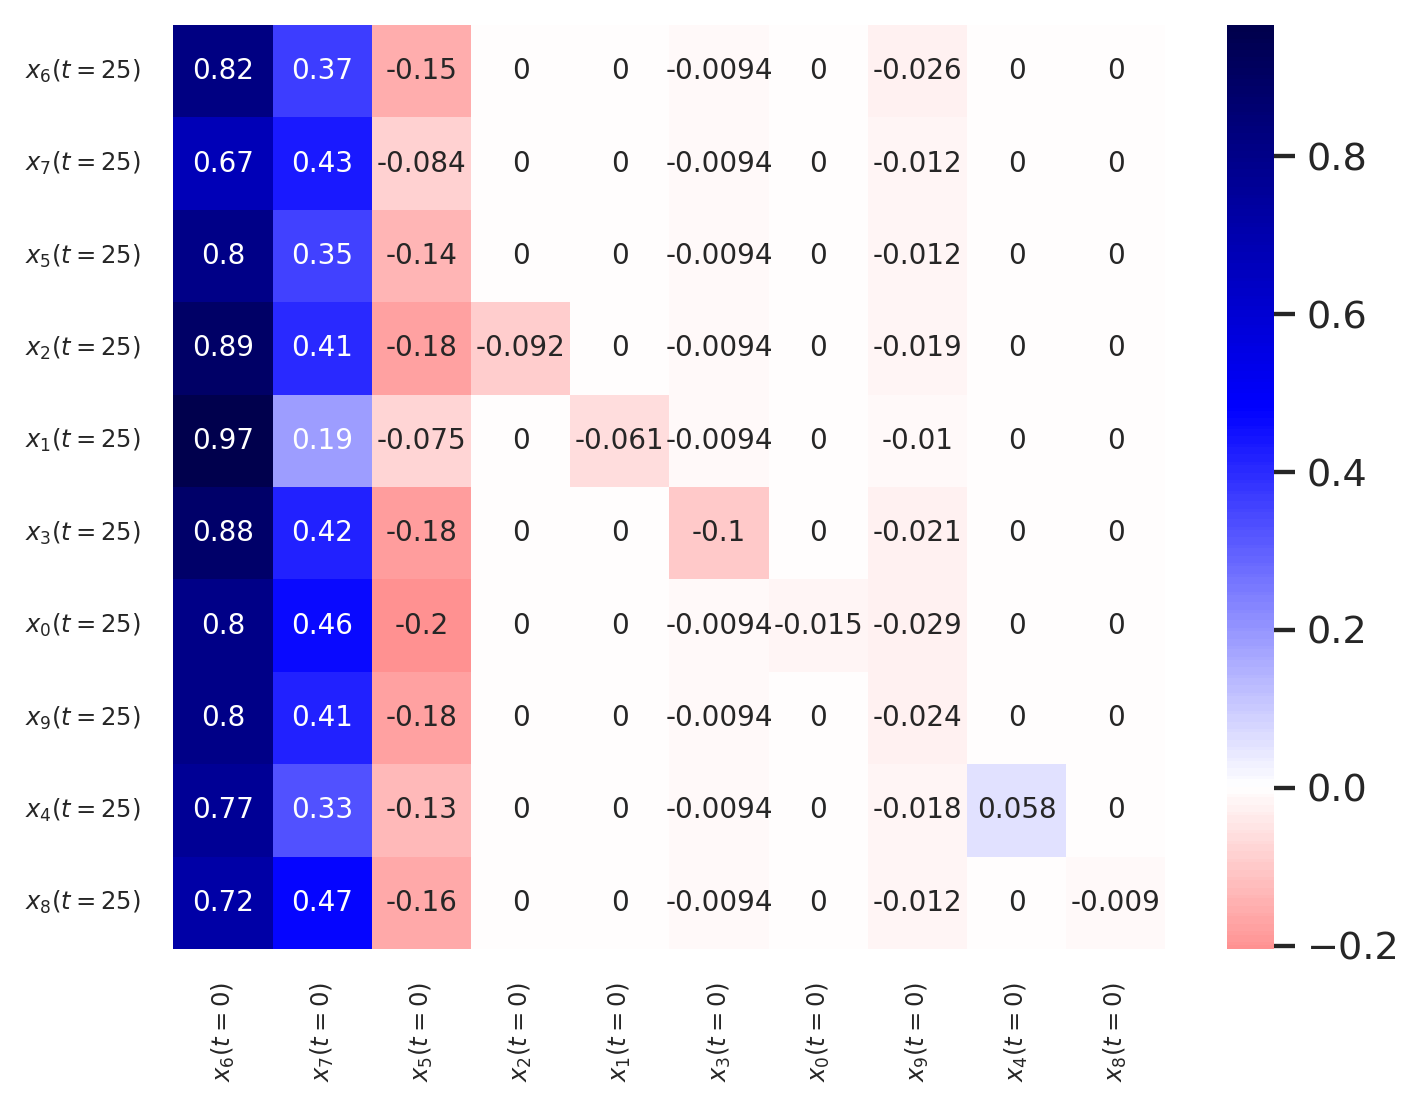 x₆(t = 25) 0.82 0.37 -0.15 0 0 -0.0094 0 -0.026 0 0
x₇(t = 25) 0.67 0.43 -0.084 0 0 -0.0094 0 -0.012 0 0
x₅(t = 25) 0.8 0.35 -0.14 0 0 -0.0094 0 -0.012 0 0
x₂(t = 25) 0.89 0.41 -0.18 -0.092 0 -0.0094 0 -0.019 0 0
x₁(t = 25) 0.97 0.19 -0.075 0 -0.061 -0.0094 0 -0.01 0 0
x₃(t = 25) 0.88 0.42 -0.18 0 0 -0.1 0 -0.021 0 0
x₀(t = 25) 0.8 0.46 -0.2 0 0 -0.0094 -0.015 -0.029 0 0
x₉(t = 25) 0.8 0.41 -0.18 0 0 -0.0094 0 -0.024 0 0
x₄(t = 25) 0.77 0.33 -0.13 0 0 -0.0094 0 -0.018 0.058 0
x₈(t = 25) 0.72 0.47 -0.16 0 0 -0.0094 0 -0.012 0 -0.009
x₆(t = 0)
x₇(t = 0)
x₅(t = 0)
x₂(t = 0)
x₁(t = 0)
x₃(t = 0)
x₀(t = 0)
x₉(t = 0)
x₄(t = 0)
x₈(t = 0)
0.8
0.6
0.4
0.2
0.0
−0.2